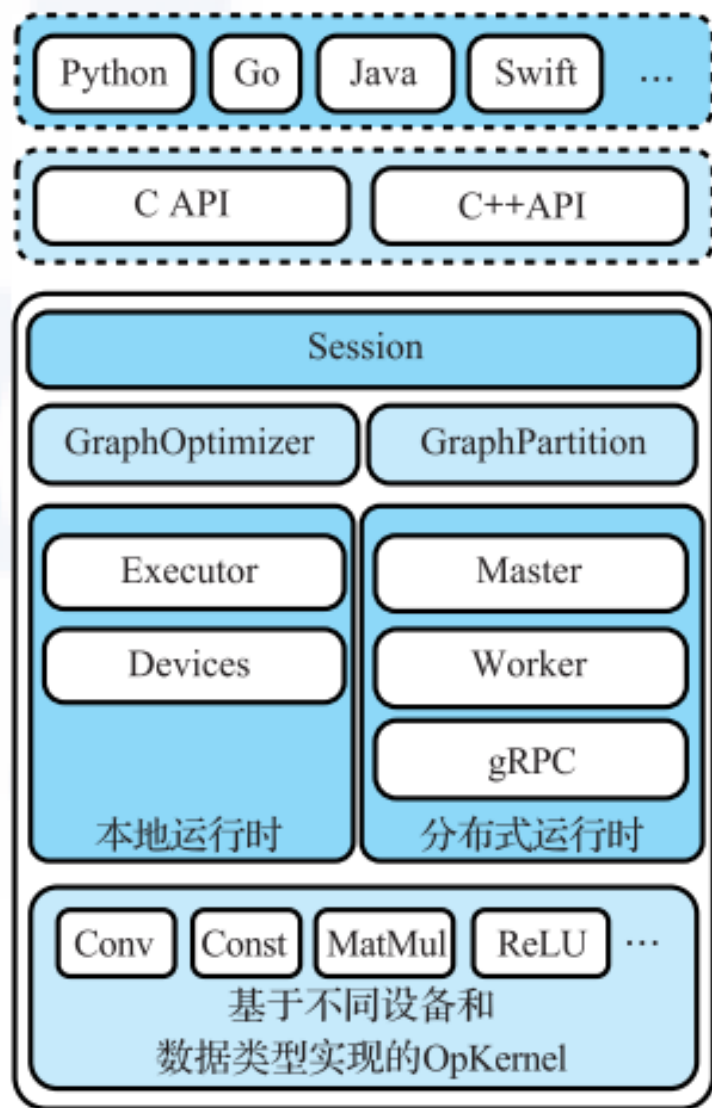 Python Go Java Swift …
C API C++API
Session
GraphOptimizer GraphPartition
Executor Master
Devices Worker
gRPC
本地运行时 分布式运行时
Conv Const MatMul ReLU …
基于不同设备和
数据类型实现的OpKernel